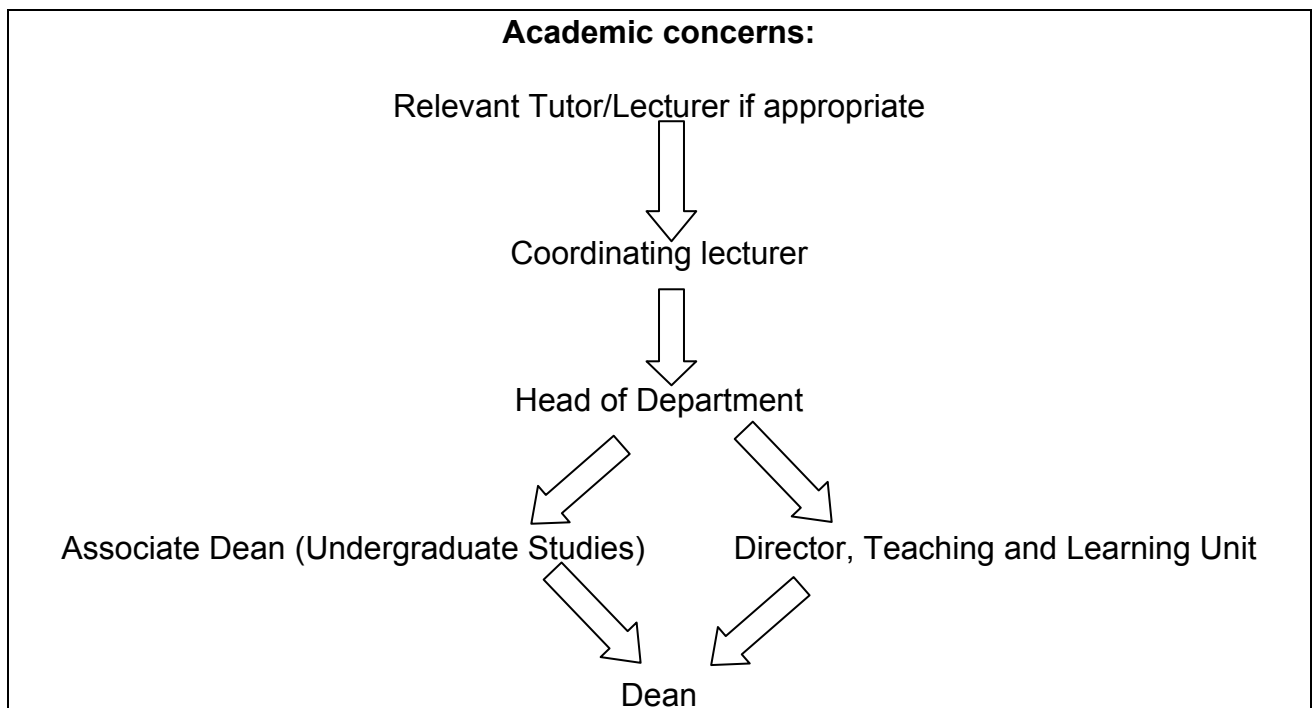 Academic concerns:
Relevant Tutor/Lecturer if appropriate
Coordinating lecturer
Head of Department
Associate Dean (Undergraduate Studies)
Director, Teaching and Learning Unit
Dean